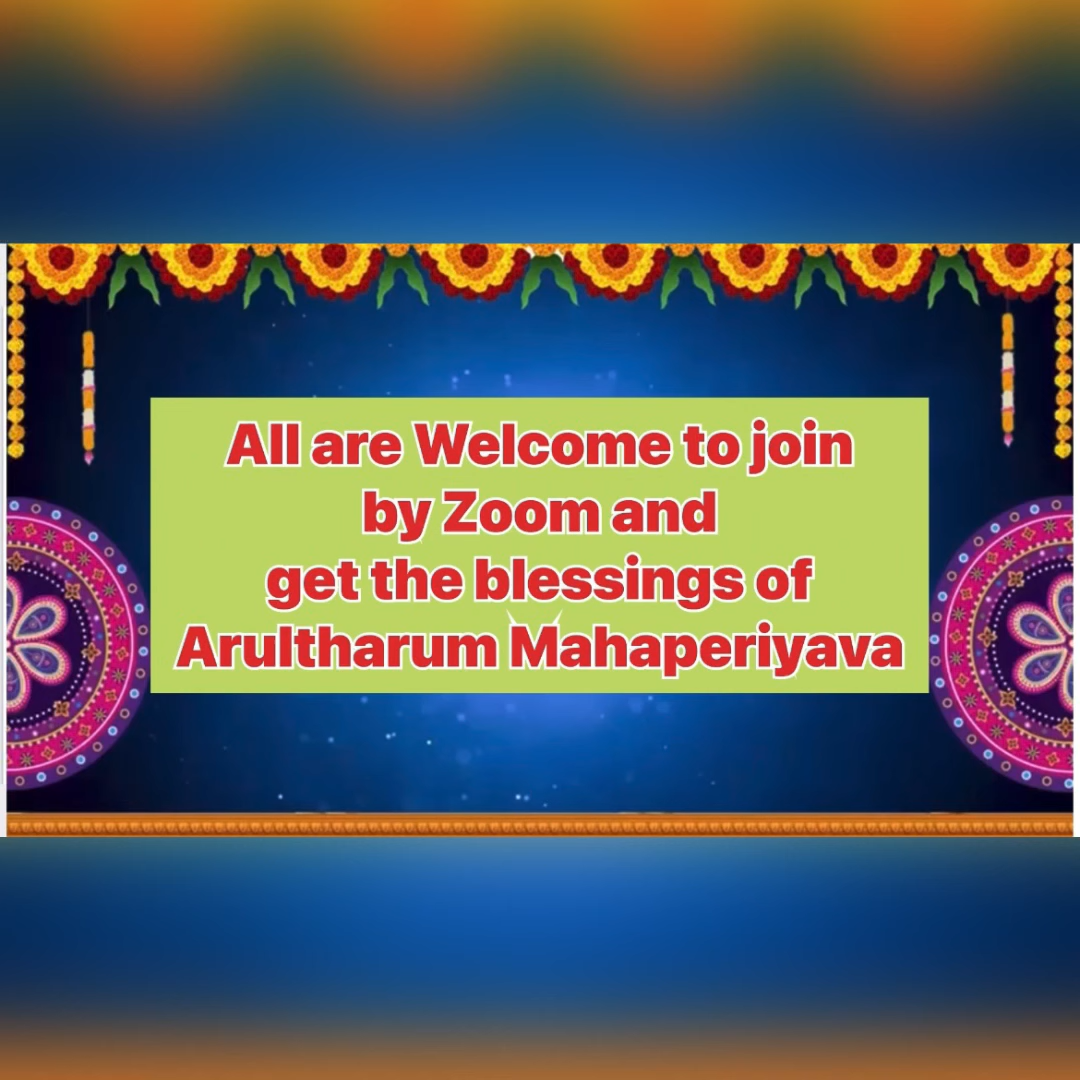 All are Welcome to join
by Zoom and
get the blessings of
Arultharum Mahaperiyava